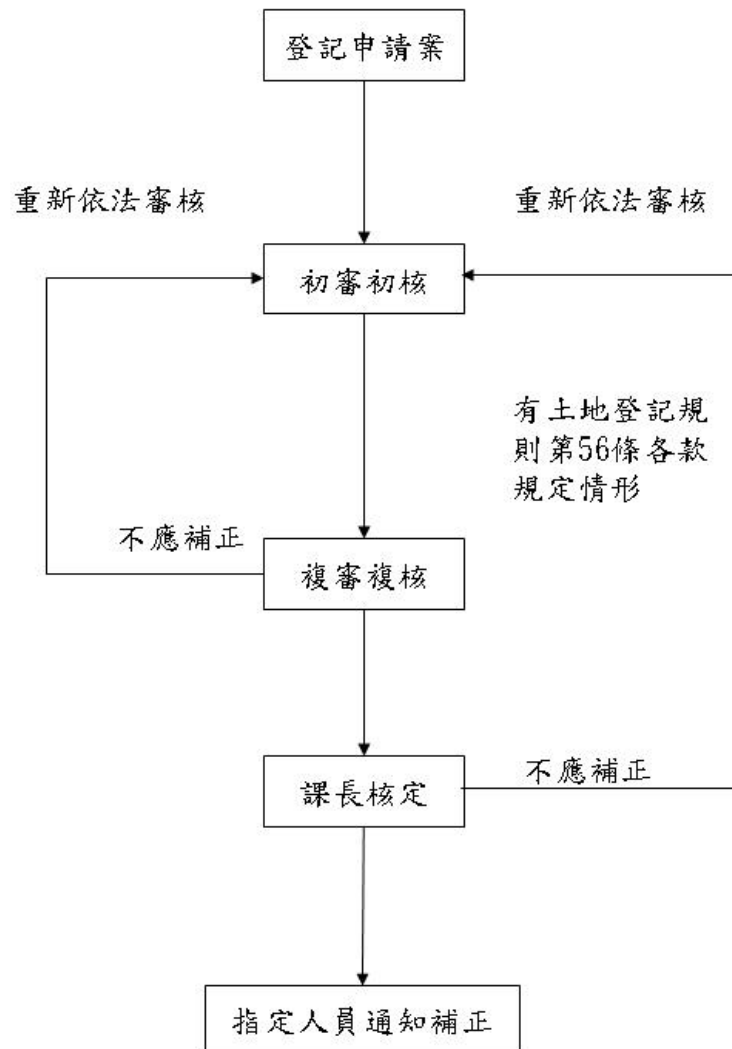 登記申請案
重新依法審核
重新依法審核
初審初核
有土地登記規
則第56條各款
規定情形
不應補正
複審複核
課長核定
不應補正
指定人員通知補正